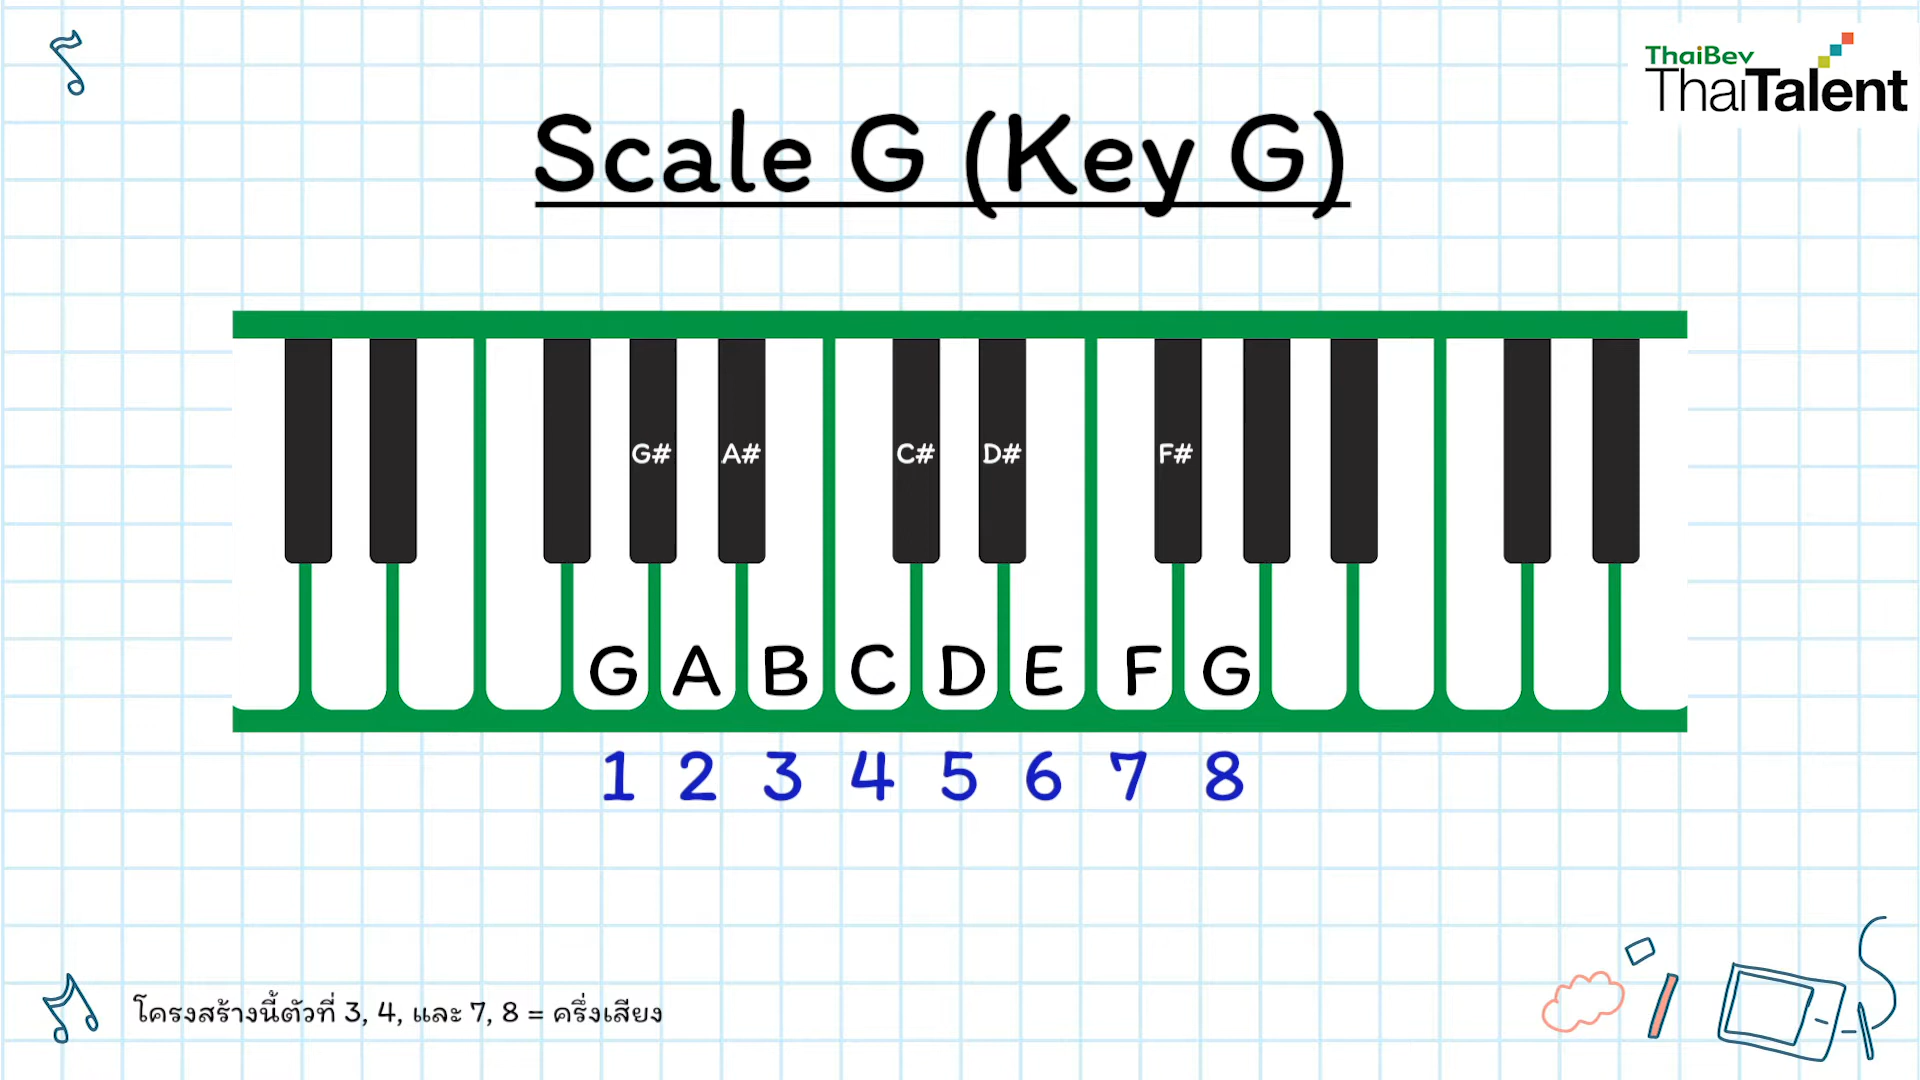 ThaiBev
ThaiTalent
Scale G (Key G)
G# A# C# D# F#
G A B C D E F G
1 2 3 4 5 6 7 8
โครงสร้างนี้ตัวที่ 3, 4, และ 7, 8 = ครึ่งเสียง